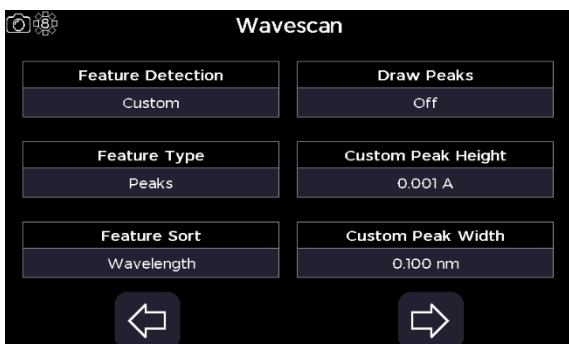 8
Wavescan
Feature Detection
Custom
Draw Peaks
Off
Feature Type
Peaks
Custom Peak Height
0.001 A
Feature Sort
Wavelength
Custom Peak Width
0.100 nm